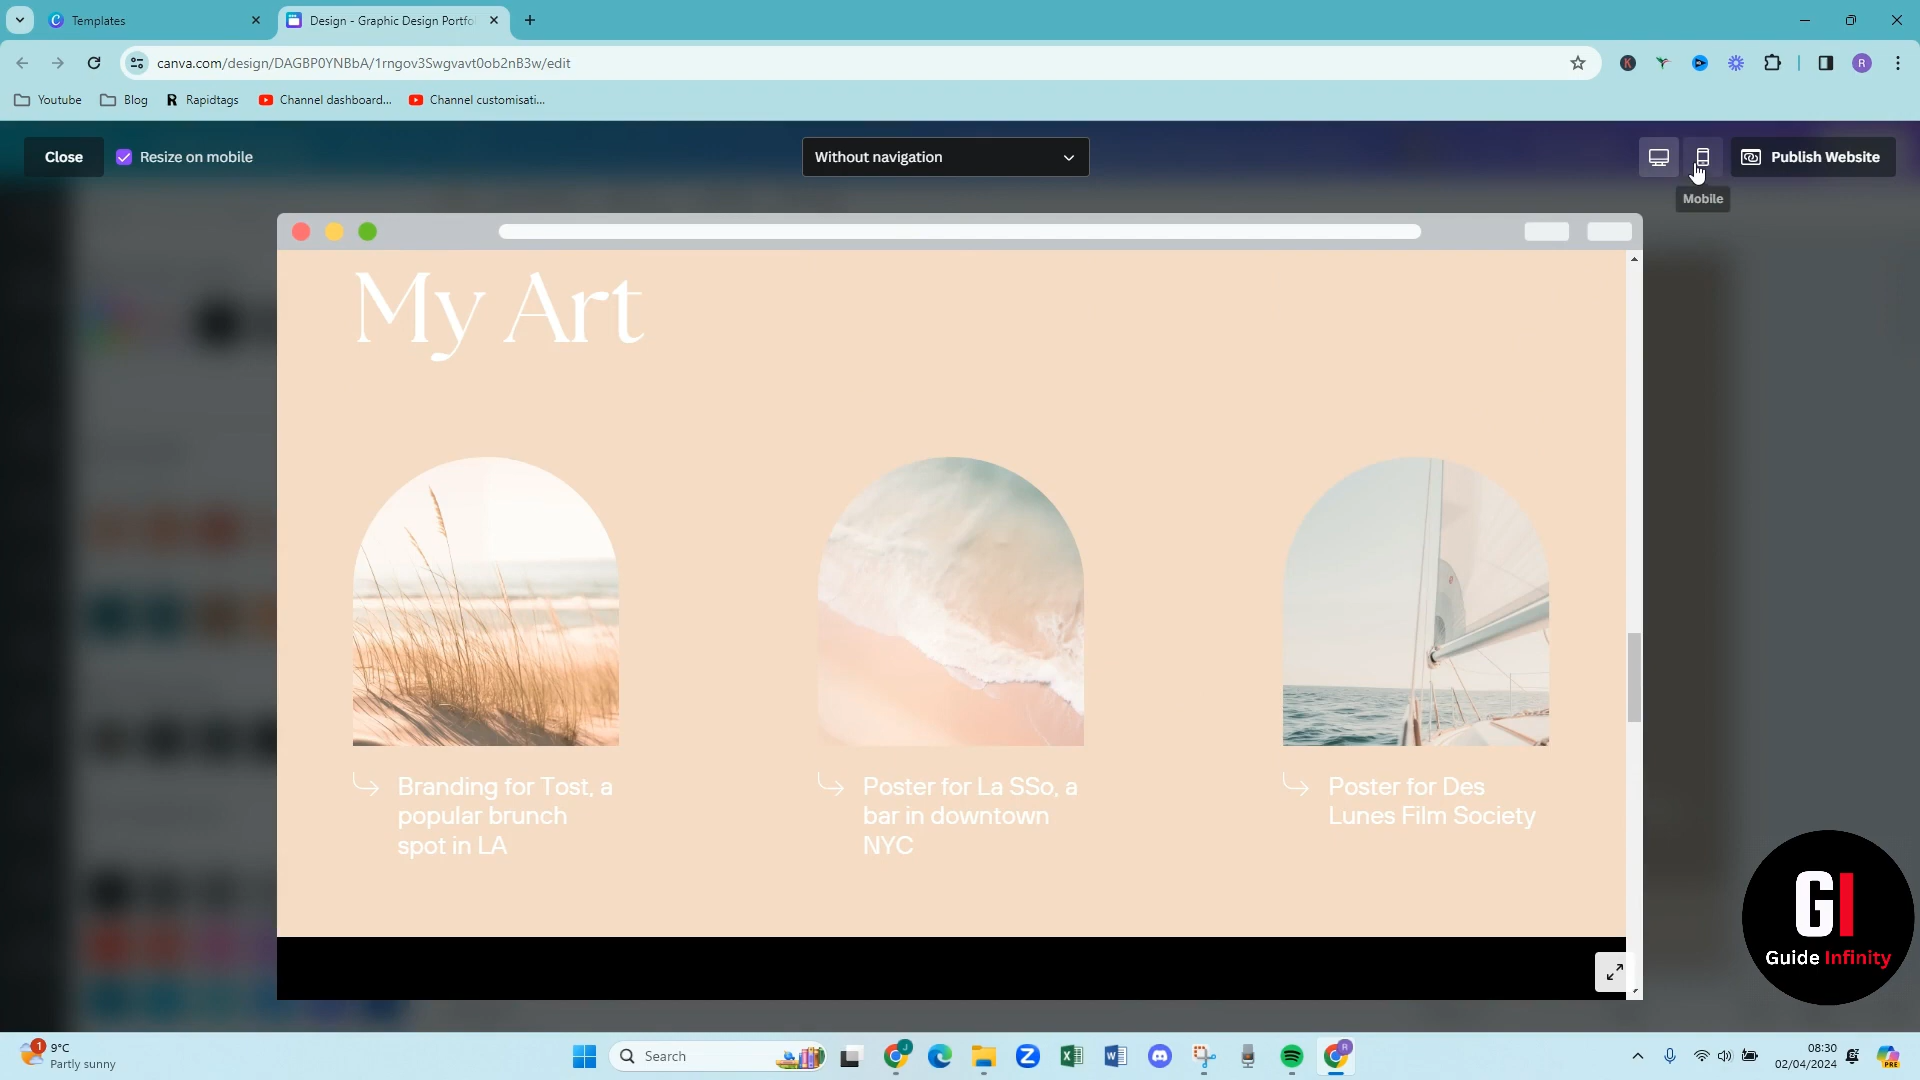 Templates
Design - Graphic Design Portfo
canva.com/design/DAGBP0YNBbA/1rngov3Swgvavt0ob2nB3w/edit
K
R
Youtube
Blog
R Rapidtags
Channel dashboard...
Channel customisati...
Close
Resize on mobile
Without navigation
Publish Website
Mobile
My Art
Branding for Tost, a
popular brunch
spot in LA
Poster for La SSo, a
bar in downtown
NYC
Poster for Des
Lunes Film Society
GI
Guide Infinity
1
9°C
Partly sunny
Search
J
R
08:30
02/04/2024
PRE